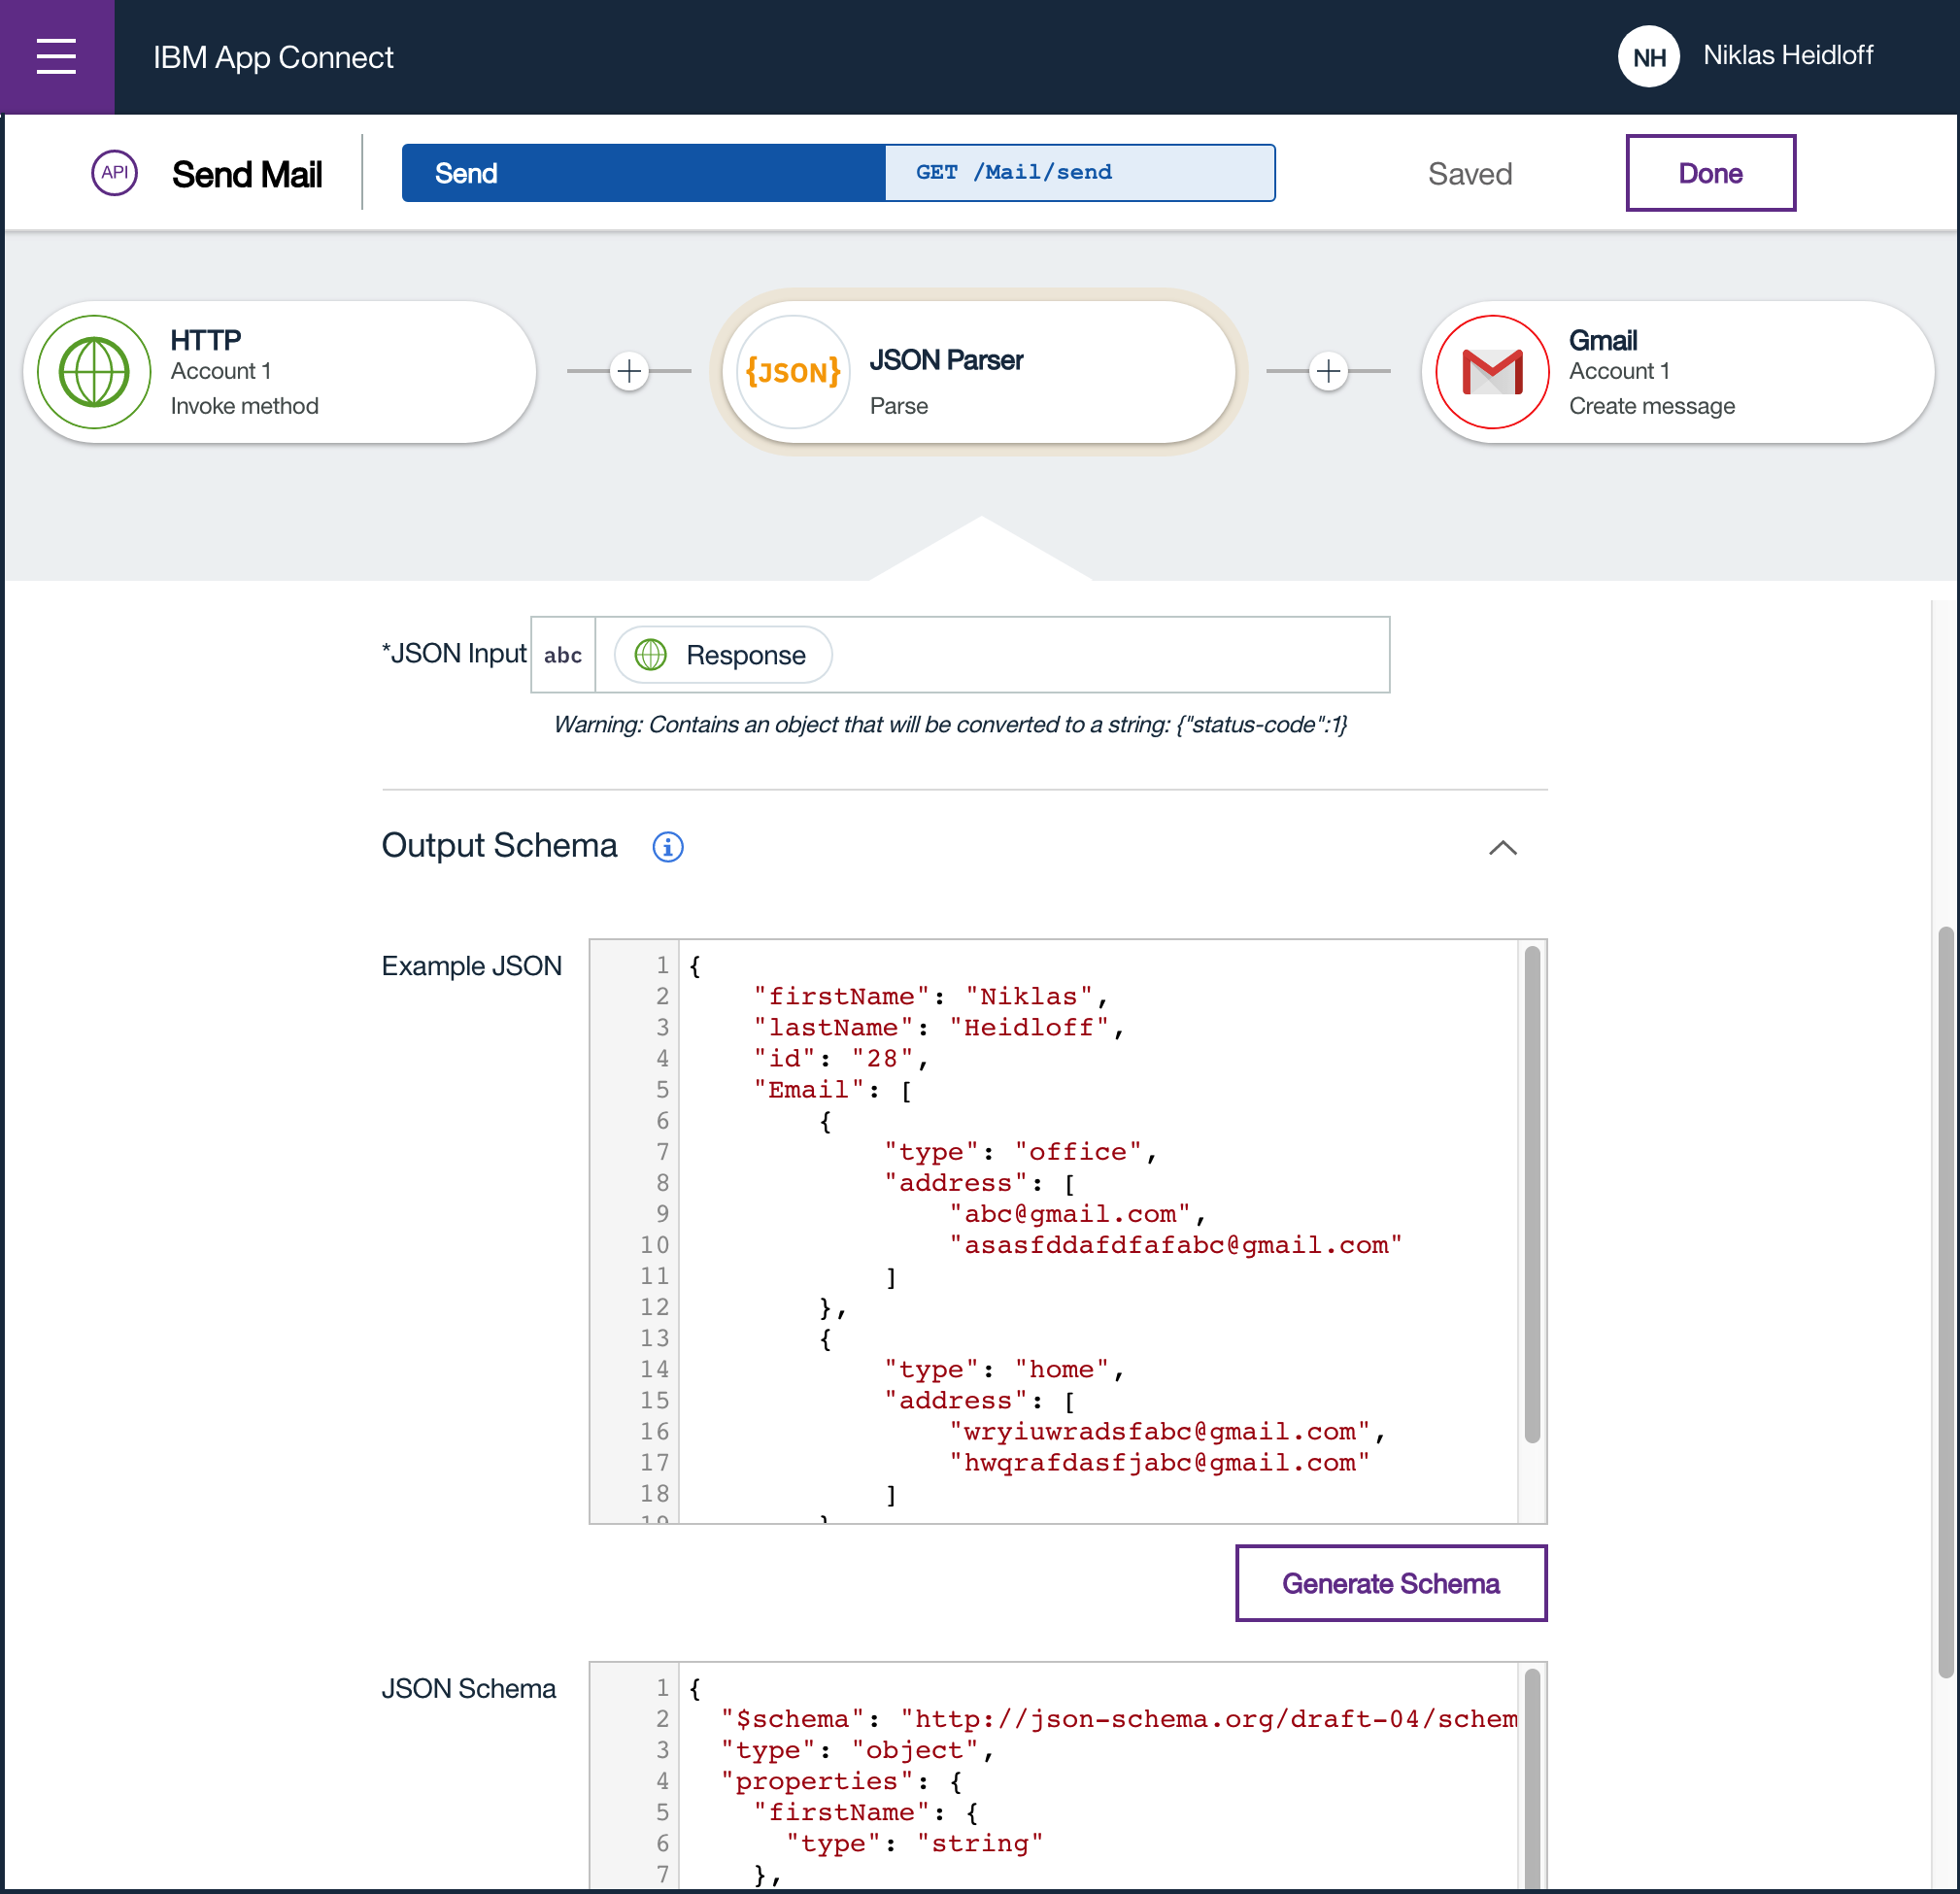 IBM App Connect
NH Niklas Heidloff
API Send Mail Send GET /Mail/send Saved Done
HTTP
Account 1
Invoke method
{JSON} JSON Parser
Parse
Gmail
Account 1
Create message
*JSON Input abc Response
Warning: Contains an object that will be converted to a string: {"status-code":1}
Output Schema i
Example JSON
1 {
2 "firstName": "Niklas",
3 "lastName": "Heidloff",
4 "id": "28",
5 "Email": [
6 {
7 "type": "office",
8 "address": [
9 "abc@gmail.com",
10 "asasfddafdfafabc@gmail.com"
11 ]
12 },
13 {
14 "type": "home",
15 "address": [
16 "wryiuwradsfabc@gmail.com",
17 "hwqrafdasfjabc@gmail.com"
18 ]
19 }
Generate Schema
JSON Schema
1 {
2 "$schema": "http://json-schema.org/draft-04/schem
3 "type": "object",
4 "properties": {
5 "firstName": {
6 "type": "string"
7 },